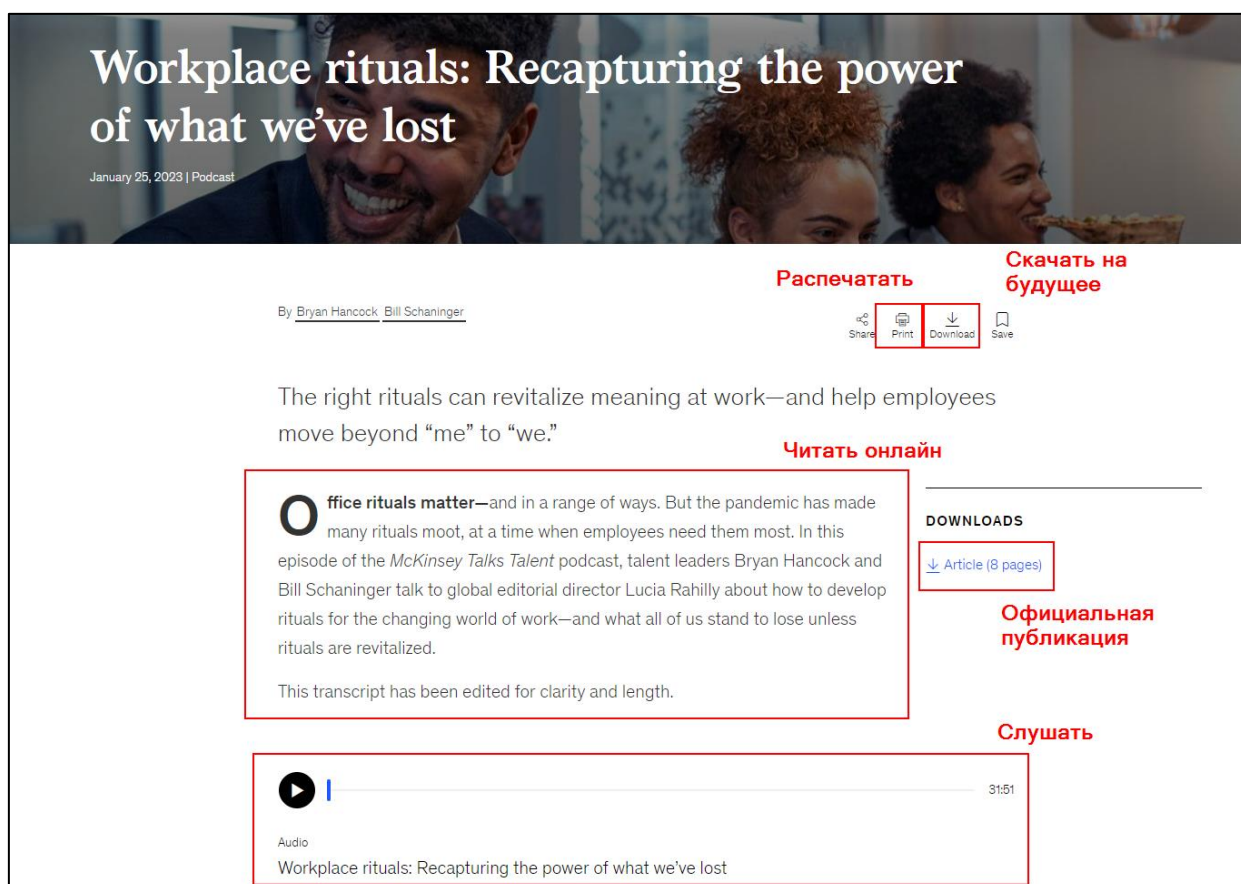 Workplace rituals: Recapturing the power
of what we’ve lost
January 25, 2023 | Podcast
Распечатать
Скачать на
будущее
By Bryan Hancock Bill Schaninger
Share Print Download Save
The right rituals can revitalize meaning at work—and help employees
move beyond “me” to “we.”
Читать онлайн
Office rituals matter—and in a range of ways. But the pandemic has made
many rituals moot, at a time when employees need them most. In this
episode of the McKinsey Talks Talent podcast, talent leaders Bryan Hancock and
Bill Schaninger talk to global editorial director Lucia Rahilly about how to develop
rituals for the changing world of work—and what all of us stand to lose unless
rituals are revitalized.
This transcript has been edited for clarity and length.
DOWNLOADS
Article (8 pages)
Официальная
публикация
Слушать
31:51
Audio
Workplace rituals: Recapturing the power of what we’ve lost